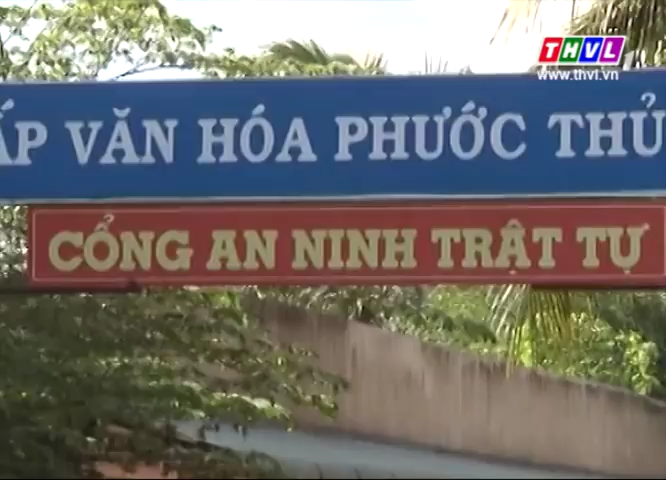 THVL
www.thvl.vn
ẤP VĂN HÓA PHƯỚC THỦ
CỔNG AN NINH TRẬT TỰ